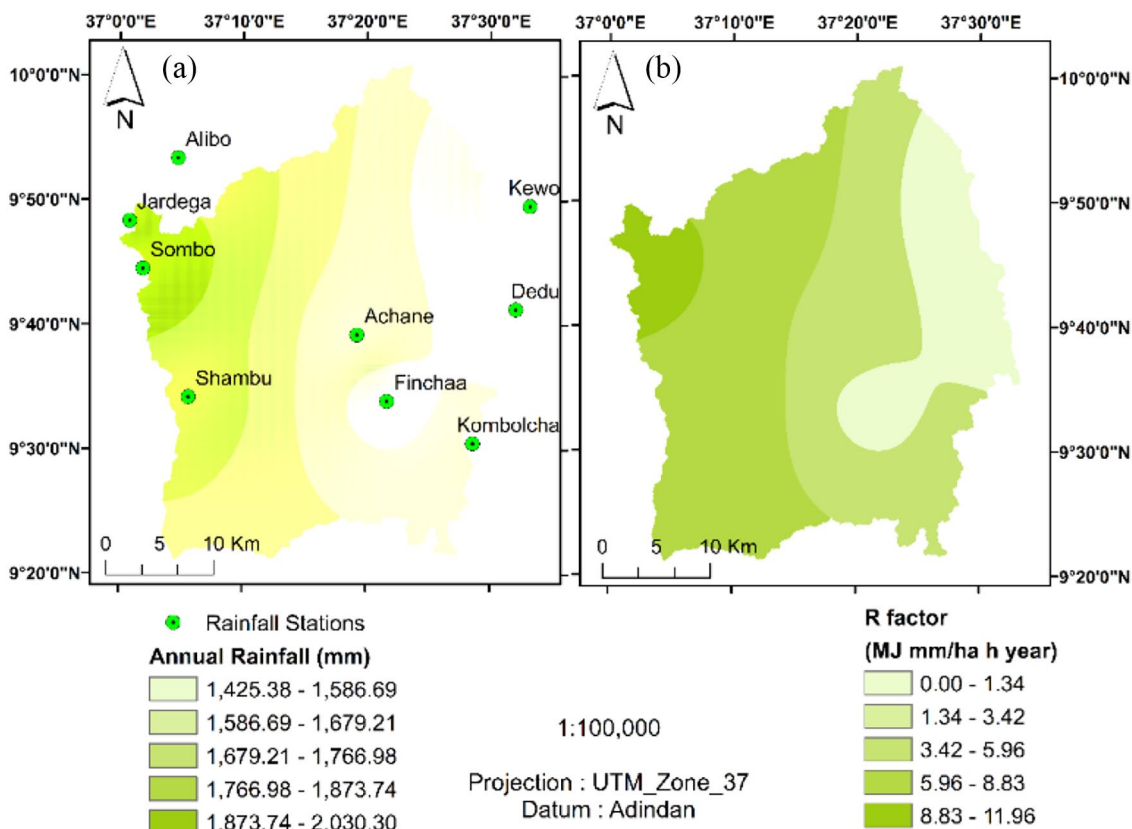 37°0'0"E 37°10'0"E 37°20'0"E 37°30'0"E
37°0'0"E 37°10'0"E 37°20'0"E 37°30'0"E
(a)
(b)
N
N
10°0'0"N
9°50'0"N
9°40'0"N
9°30'0"N
9°20'0"N
Alibo
Jardega
Sombo
Kewo
Dedu
Achane
Shambu
Finchaa
Kombolcha
0 5 10 Km
0 5 10 Km
10°0'0"N
9°50'0"N
9°40'0"N
9°30'0"N
9°20'0"N
Rainfall Stations
Annual Rainfall (mm)
1,425.38 - 1,586.69
1,586.69 - 1,679.21
1,679.21 - 1,766.98
1,766.98 - 1,873.74
1,873.74 - 2,030.30
1:100,000
Projection : UTM_Zone_37
Datum : Adindan
R factor
(MJ mm/ha h year)
0.00 - 1.34
1.34 - 3.42
3.42 - 5.96
5.96 - 8.83
8.83 - 11.96